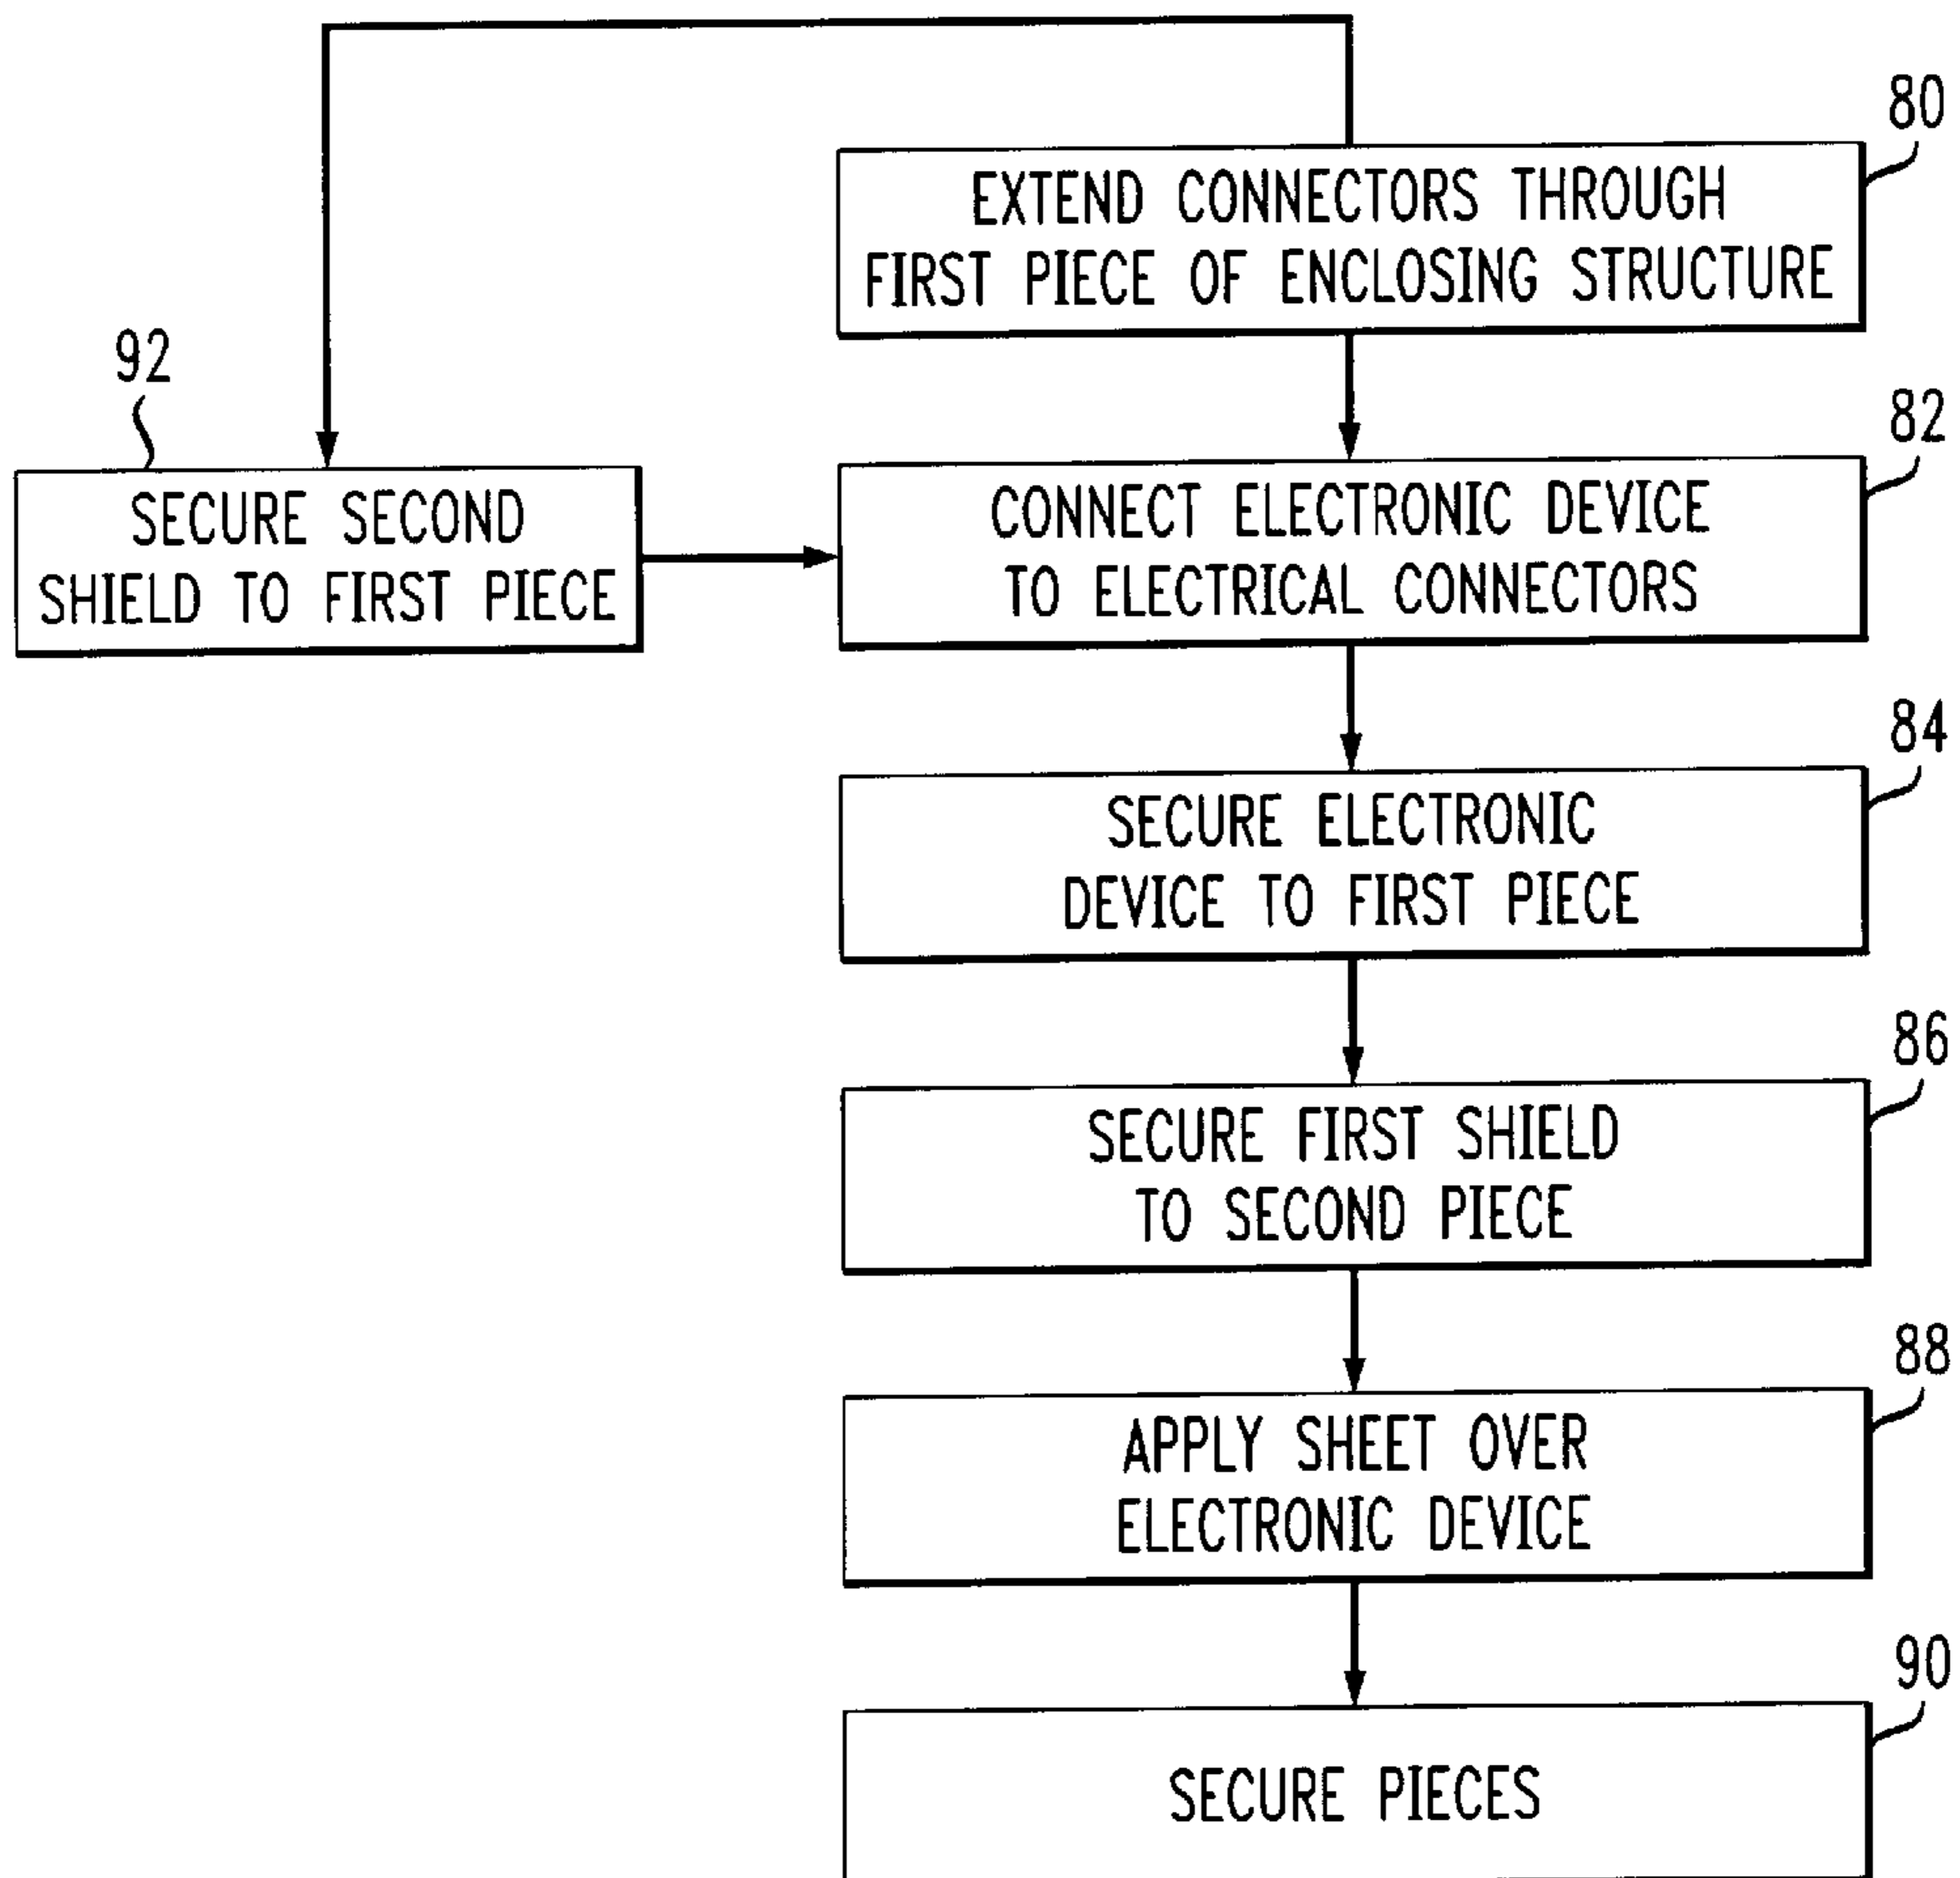 80
EXTEND CONNECTORS THROUGH
FIRST PIECE OF ENCLOSING STRUCTURE
92
SECURE SECOND
SHIELD TO FIRST PIECE
82
CONNECT ELECTRONIC DEVICE
TO ELECTRICAL CONNECTORS
84
SECURE ELECTRONIC
DEVICE TO FIRST PIECE
86
SECURE FIRST SHIELD
TO SECOND PIECE
88
APPLY SHEET OVER
ELECTRONIC DEVICE
90
SECURE PIECES